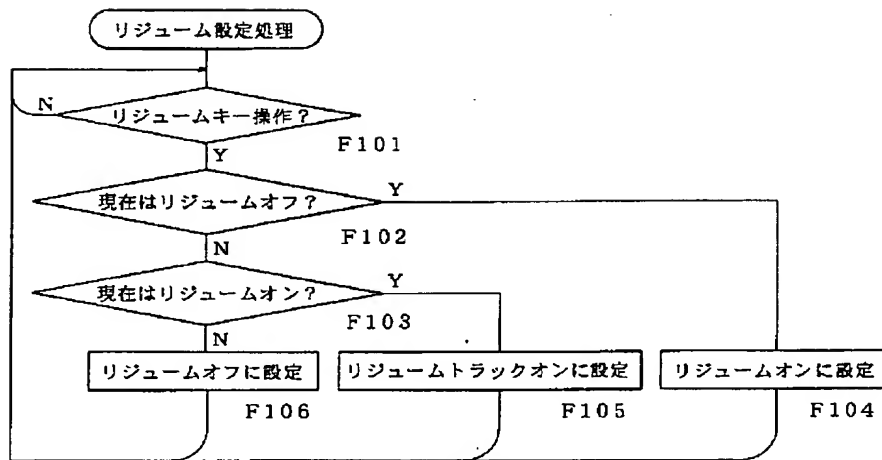 リジューム設定処理
N
リジュームキー操作?
F101
Y
現在はリジュームオフ?
Y
F102
N
現在はリジュームオン?
Y
F103
N
リジュームオフに設定
リジュームトラックオンに設定
リジュームオンに設定
F106
F105
F104